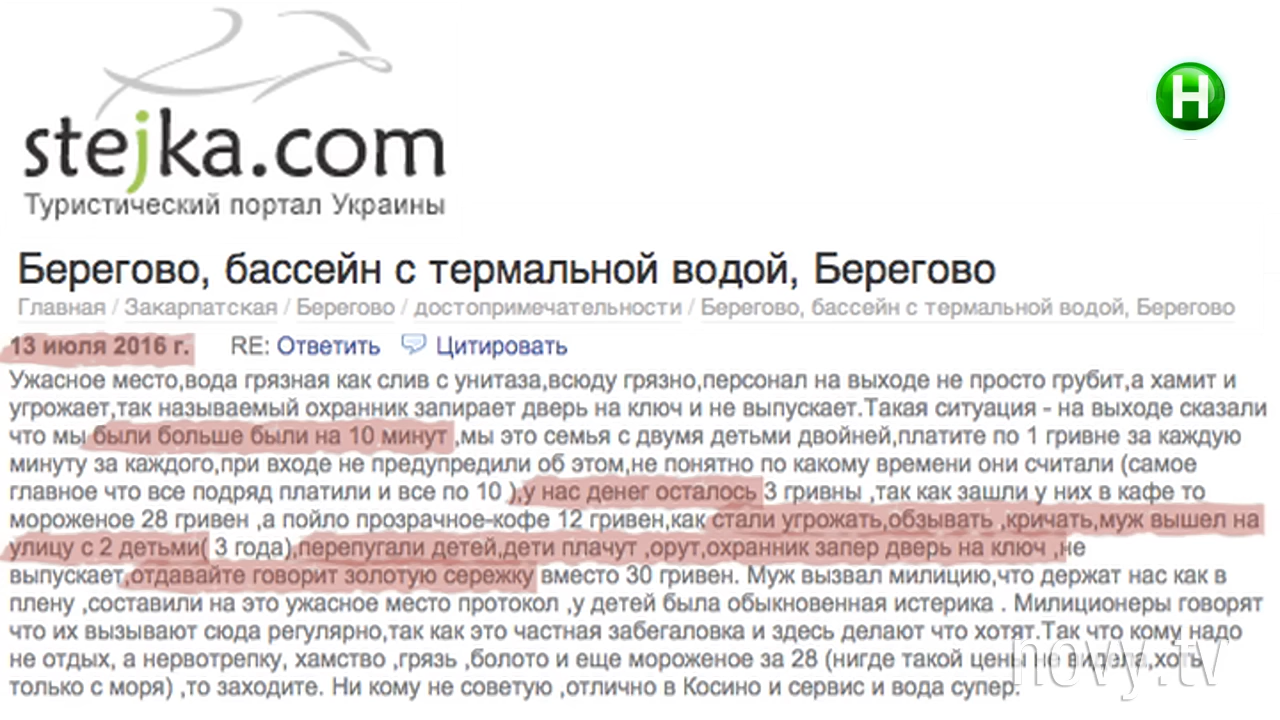 stejka.com
Туристический портал Украины
Н
Берегово, бассейн с термальной водой, Берегово
Главная / Закарпатская / Берегово / достопримечательности / Берегово, бассейн с термальной водой, Берегово
13 июля 2016 г. RE: Ответить Цитировать
Ужасное место,вода грязная как слив с унитаза,всюду грязно,персонал на выходе не просто грубит,а хамит и
угрожает,так называемый охранник запирает дверь на ключ и не выпускает.Такая ситуация - на выходе сказали
что мы были больше были на 10 минут ,мы это семья с двумя детьми двойней,платите по 1 гривне за каждую
минуту за каждого,при входе не предупредили об этом,не понятно по какому времени они считали (самое
главное что все подряд платили и все по 10 ),у нас денег осталось 3 гривны ,так как зашли у них в кафе то
мороженое 28 гривен ,а пойло прозрачное-кофе 12 гривен,как стали угрожать,обзывать ,кричать,муж вышел на
улицу с 2 детьми( 3 года),перепугали детей,дети плачут ,орут,охранник запер дверь на ключ ,не
выпускает,отдавайте говорит золотую сережку вместо 30 гривен. Муж вызвал милицию,что держат нас как в
плену ,составили на это ужасное место протокол ,у детей была обыкновенная истерика . Милиционеры говорят
что их вызывают сюда регулярно,так как это частная забегаловка и здесь делают что хотят.Так что кому надо
не отдых, а нервотрепку, хамство ,грязь ,болото и еще мороженое за 28 (нигде такой цены не видела,хоть
только с моря) ,то заходите. Ни кому не советую ,отлично в Косино и сервис и вода супер.
novy.tv